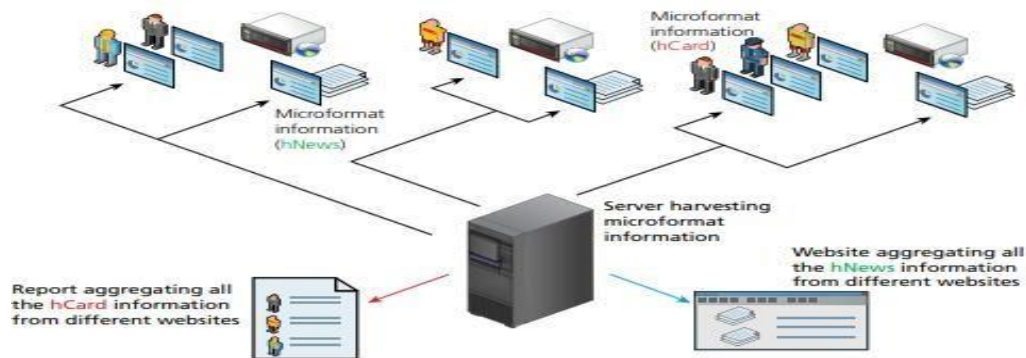 Microformat
information
(hCard)
Microformat
information
(hNews)
Server harvesting
microformat
information
Website aggregating all
the hNews information
from different websites
Report aggregating all
the hCard information
from different websites